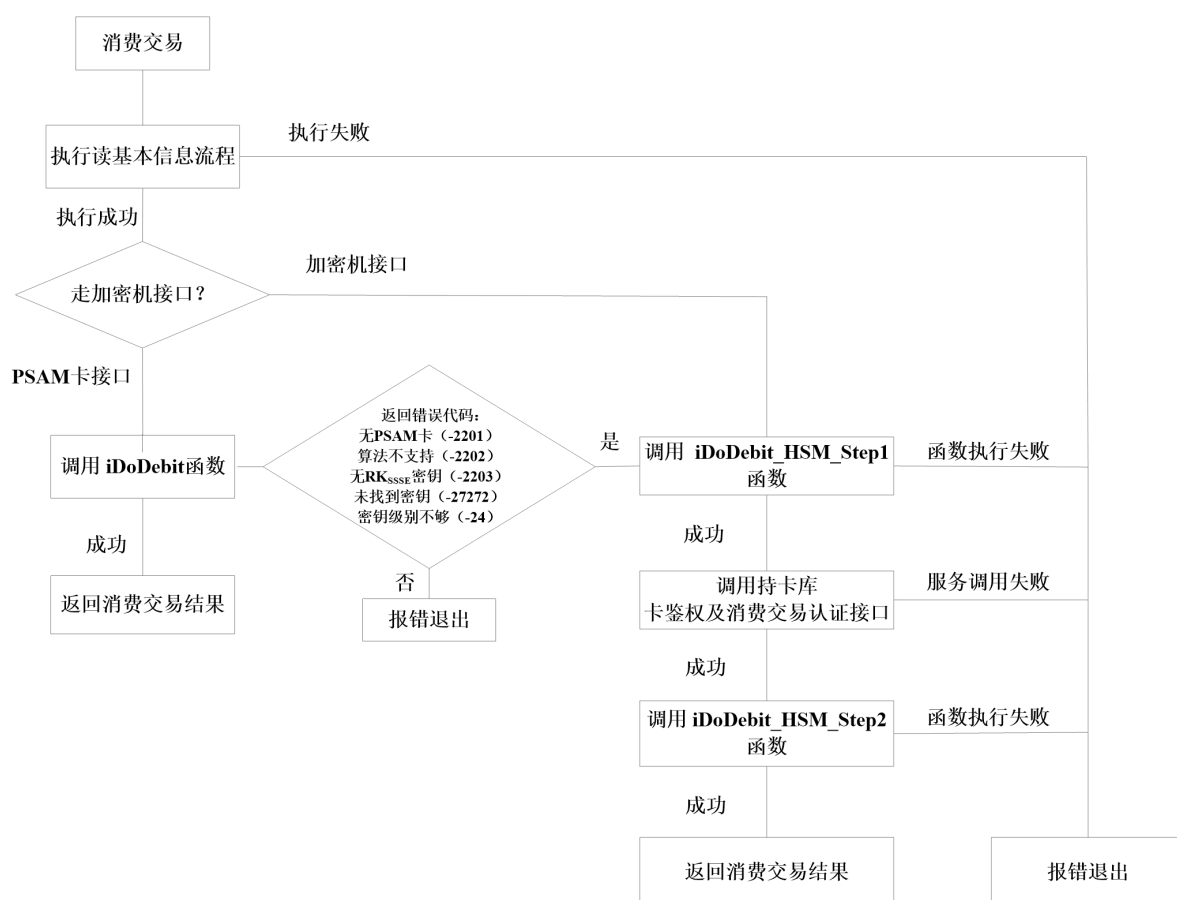 消费交易
执行失败
执行读基本信息流程
执行成功
加密机接口
走加密机接口？
PSAM卡接口
返回错误代码：
无PSAM卡（-2201）
算法不支持（-2202）
无RKSSSE密钥（-2203）
未找到密钥（-27272）
密钥级别不够（-24）
是
调用 iDoDebit_HSM_Step1
函数
函数执行失败
调用 iDoDebit函数
成功
成功
否
调用持卡库
卡鉴权及消费交易认证接口
服务调用失败
返回消费交易结果
报错退出
成功
调用 iDoDebit_HSM_Step2
函数
函数执行失败
成功
返回消费交易结果
报错退出